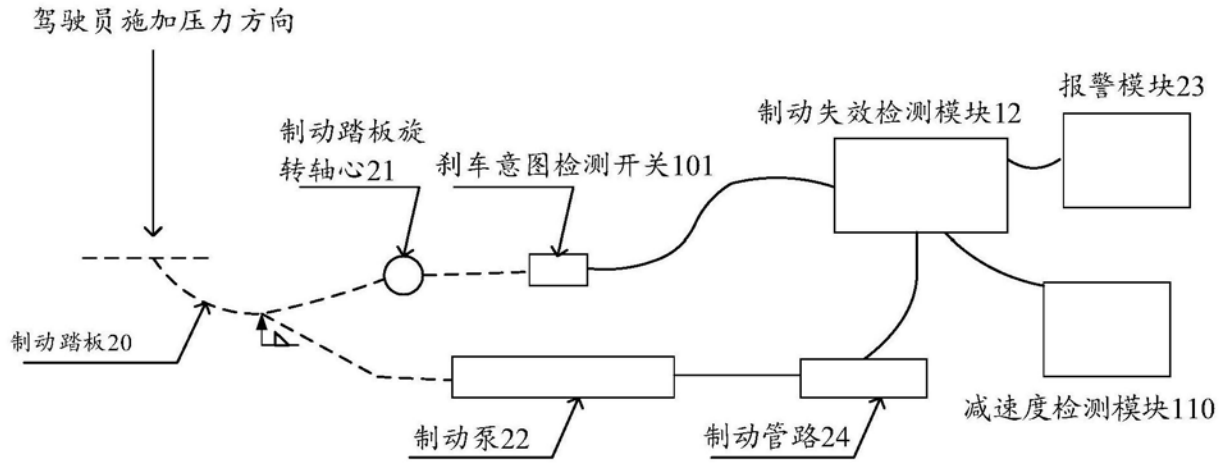 驾驶员施加压力方向
报警模块23
制动失效检测模块12
制动踏板旋
转轴心21
刹车意图检测开关101
制动踏板20
减速度检测模块110
制动泵22
制动管路24